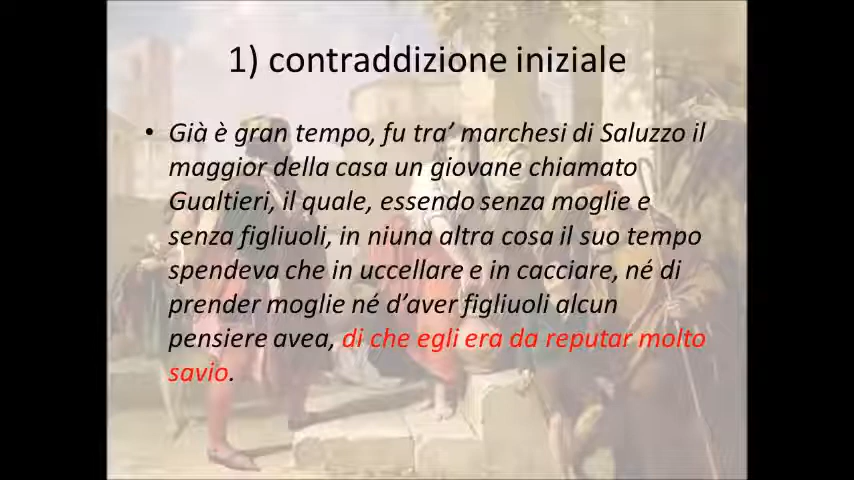 1) contraddizione iniziale
• Già è gran tempo, fu tra’ marchesi di Saluzzo il
maggior della casa un giovane chiamato
Gualtieri, il quale, essendo senza moglie e
senza figliuoli, in niuna altra cosa il suo tempo
spendeva che in uccellare e in cacciare, né di
prender moglie né d’aver figliuoli alcun
pensiere avea, di che egli era da reputar molto
savio.